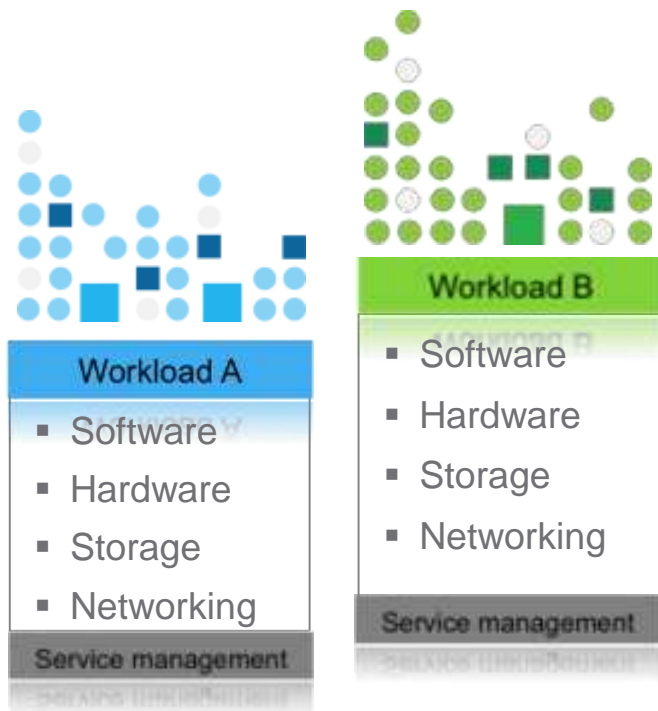 Workload A
▪ Software
▪ Hardware
▪ Storage
▪ Networking
Service management
Workload B
▪ Software
▪ Hardware
▪ Storage
▪ Networking
Service management